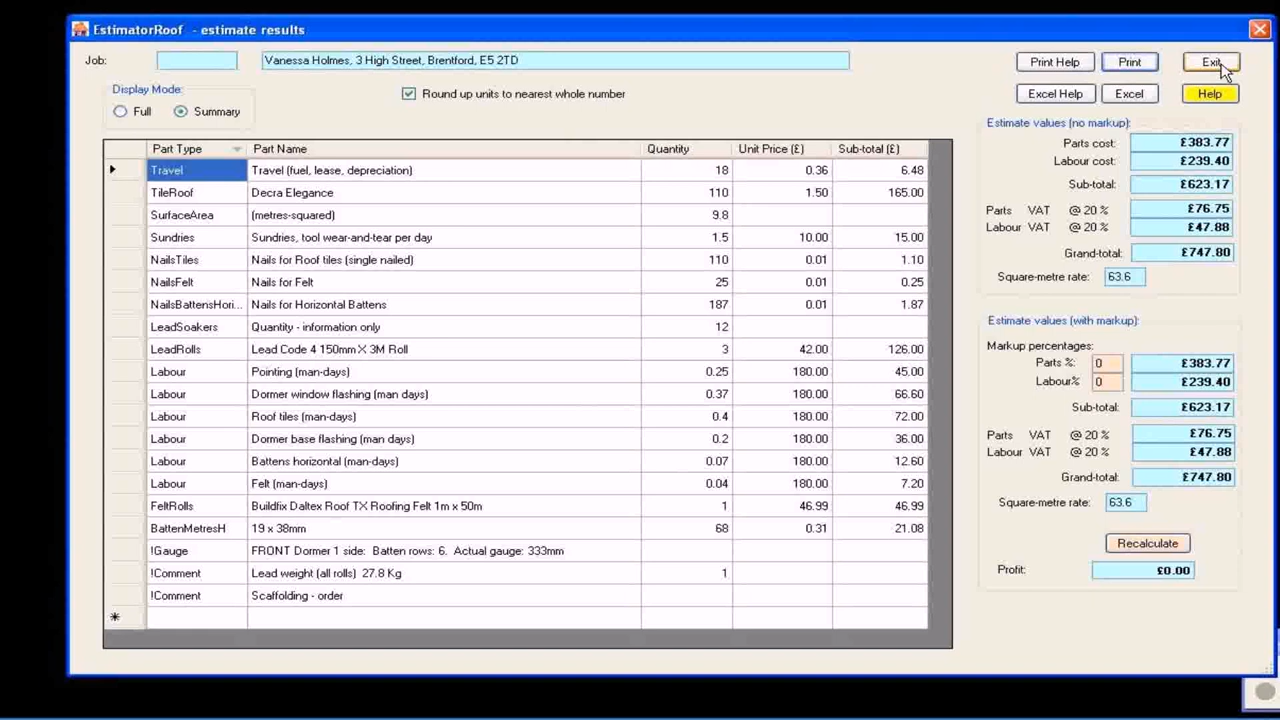 EstimatorRoof - estimate results
Job: Vanessa Holmes, 3 High Street, Brentford, E5 2TD
Print Help Print
Display Mode:
Full Summary
Round up units to nearest whole number
Excel Help Excel Help
Part Type Part Name Quantity Unit Price (£) Sub-total (£)
Travel Travel (fuel, lease, depreciation) 18 0.36 6.48
TileRoof Decra Elegance 110 1.50 165.00
SurfaceArea (metres-squared) 9.8
Sundries Sundries, tool wear-and-tear per day 1.5 10.00 15.00
NailsTiles Nails for Roof tiles (single nailed) 110 0.01 1.10
NailsFelt Nails for Felt 25 0.01 0.25
NailsBattensHori... Nails for Horizontal Battens 187 0.01 1.87
LeadSoakers Quantity - information only 12
LeadRolls Lead Code 4 150mm X 3M Roll 3 42.00 126.00
Labour Pointing (man-days) 0.25 180.00 45.00
Labour Dormer window flashing (man days) 0.37 180.00 66.60
Labour Roof tiles (man-days) 0.4 180.00 72.00
Labour Dormer base flashing (man days) 0.2 180.00 36.00
Labour Battens horizontal (man-days) 0.07 180.00 12.60
Labour Felt (man-days) 0.04 180.00 7.20
FeltRolls Buildfix Daltex Roof TX Roofing Felt 1m x 50m 1 46.99 46.99
BattenMetresH 19 x 38mm 68 0.31 21.08
!Gauge FRONT Dormer 1 side: Batten rows: 6. Actual gauge: 333mm
!Comment Lead weight (all rolls) 27.8 Kg 1
!Comment Scaffolding - order
Estimate values (no markup):
Parts cost: £383.77
Labour cost: £239.40
Sub-total: £623.17
Parts VAT @ 20 % £76.75
Labour VAT @ 20 % £47.88
Grand-total: £747.80
Square-metre rate: 63.6
Estimate values (with markup):
Markup percentages:
Parts %: 0 £383.77
Labour% 0 £239.40
Sub-total: £623.17
Parts VAT @ 20 % £76.75
Labour VAT @ 20 % £47.88
Grand-total: £747.80
Square-metre rate: 63.6
Recalculate
Profit: £0.00